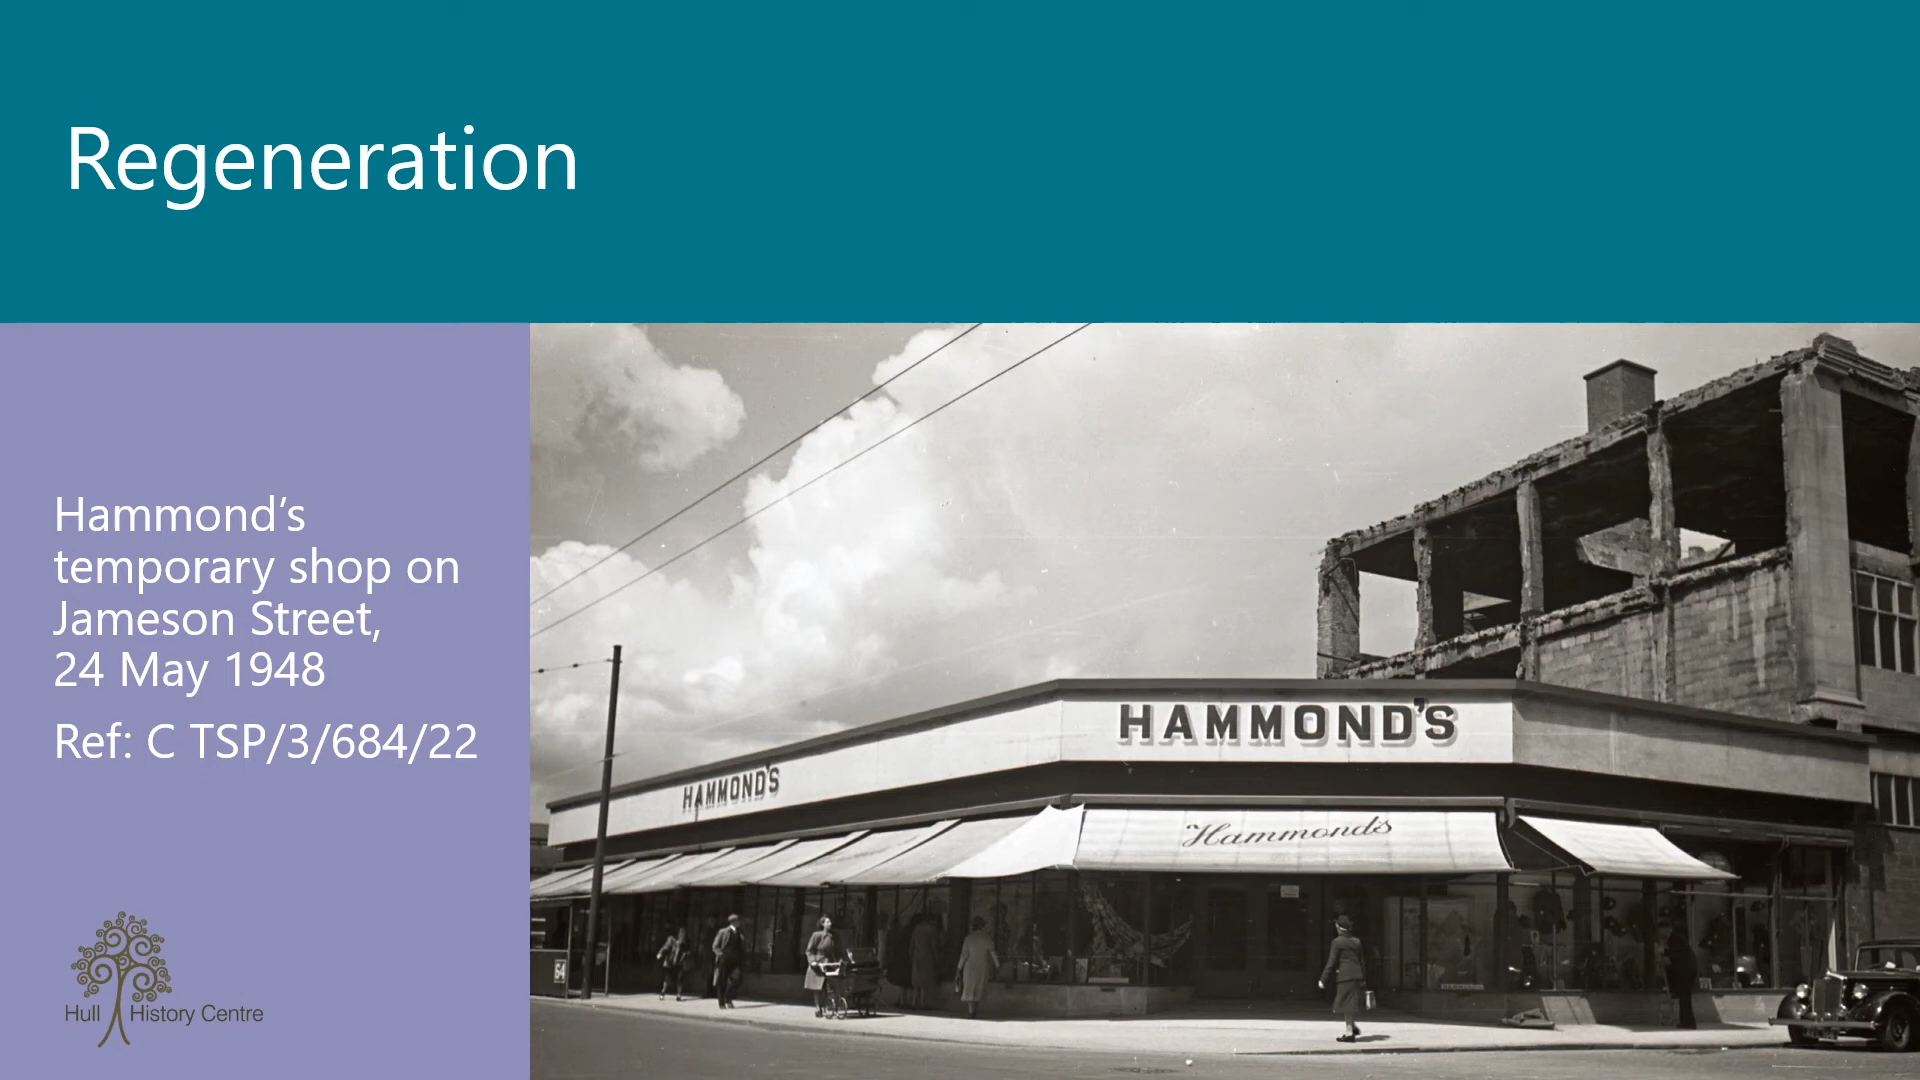 Regeneration
Hammond’s
temporary shop on
Jameson Street,
24 May 1948
Ref: C TSP/3/684/22
Hull History Centre
HAMMOND'S
HAMMOND'S
Hammonds
64